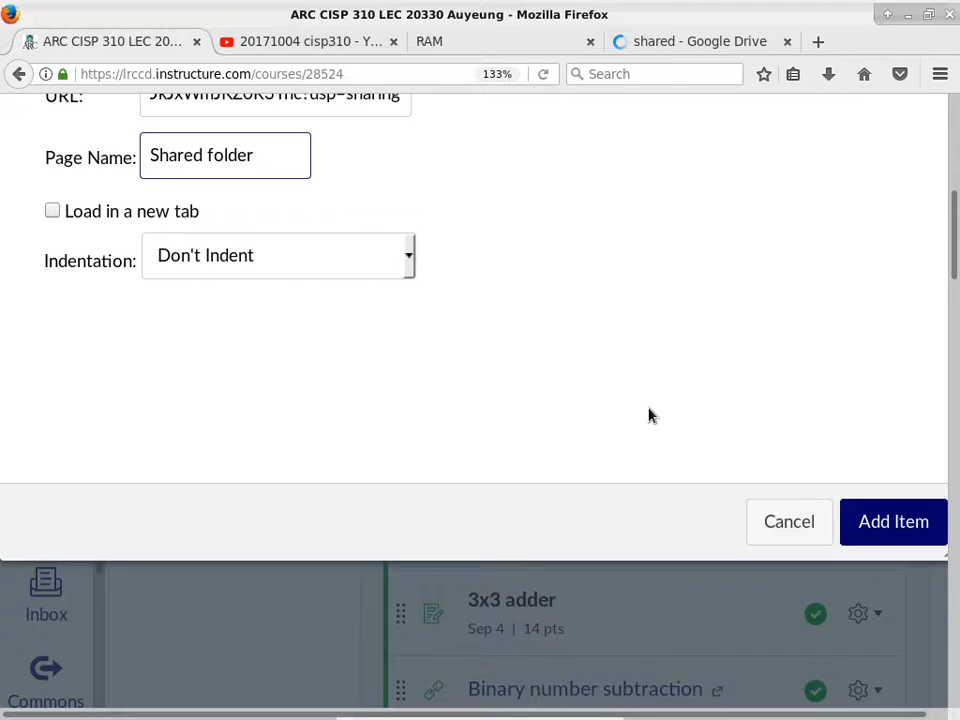 ARC CISP 310 LEC 20330 Auyeung - Mozilla Firefox
ARC CISP 310 LEC 20... 20171004 cisp310 - Y... RAM shared - Google Drive
https://lrccd.instructure.com/courses/28524 133% Search
URL:
Page Name: Shared folder
Load in a new tab
Indentation: Don't Indent
Cancel Add Item
Inbox
3x3 adder
Sep 4 | 14 pts
Commons
Binary number subtraction